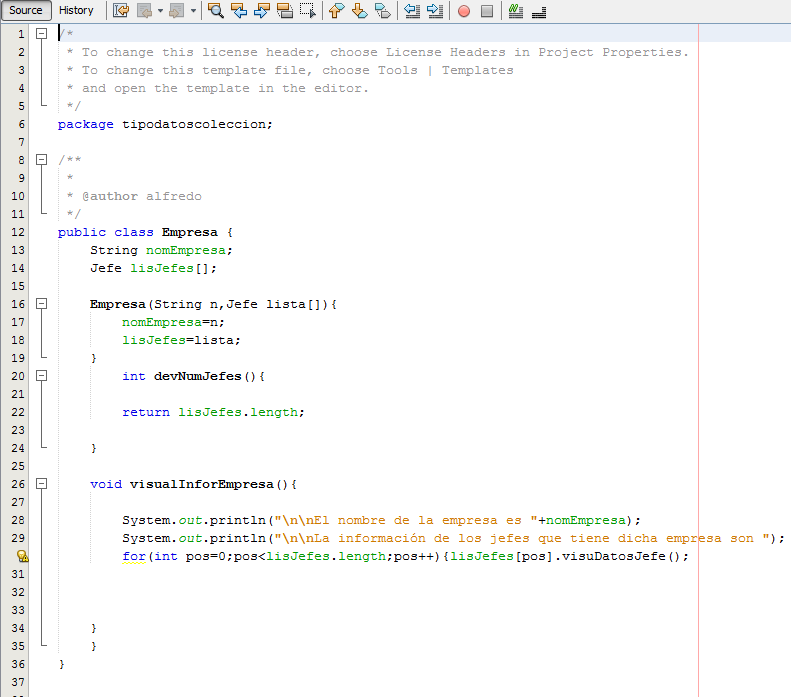 Source History
1 /*
2 * To change this license header, choose License Headers in Project Properties.
3 * To change this template file, choose Tools | Templates
4 * and open the template in the editor.
5 */
6 package tipodatoscoleccion;
7
8 /**
9 *
10 * @author alfredo
11 */
12 public class Empresa {
13 String nomEmpresa;
14 Jefe lisJefes[];
15
16 Empresa(String n,Jefe lista[]){
17 nomEmpresa=n;
18 lisJefes=lista;
19 }
20 int devNumJefes(){
21
22 return lisJefes.length;
23
24 }
25
26 void visualInforEmpresa(){
27
28 System.out.println("\n\nEl nombre de la empresa es "+nomEmpresa);
29 System.out.println("\n\nLa información de los jefes que tiene dicha empresa son ");
for(int pos=0;pos<lisJefes.length;pos++){lisJefes[pos].visuDatosJefe();
31
32
33
34 }
35 }
36 }
37